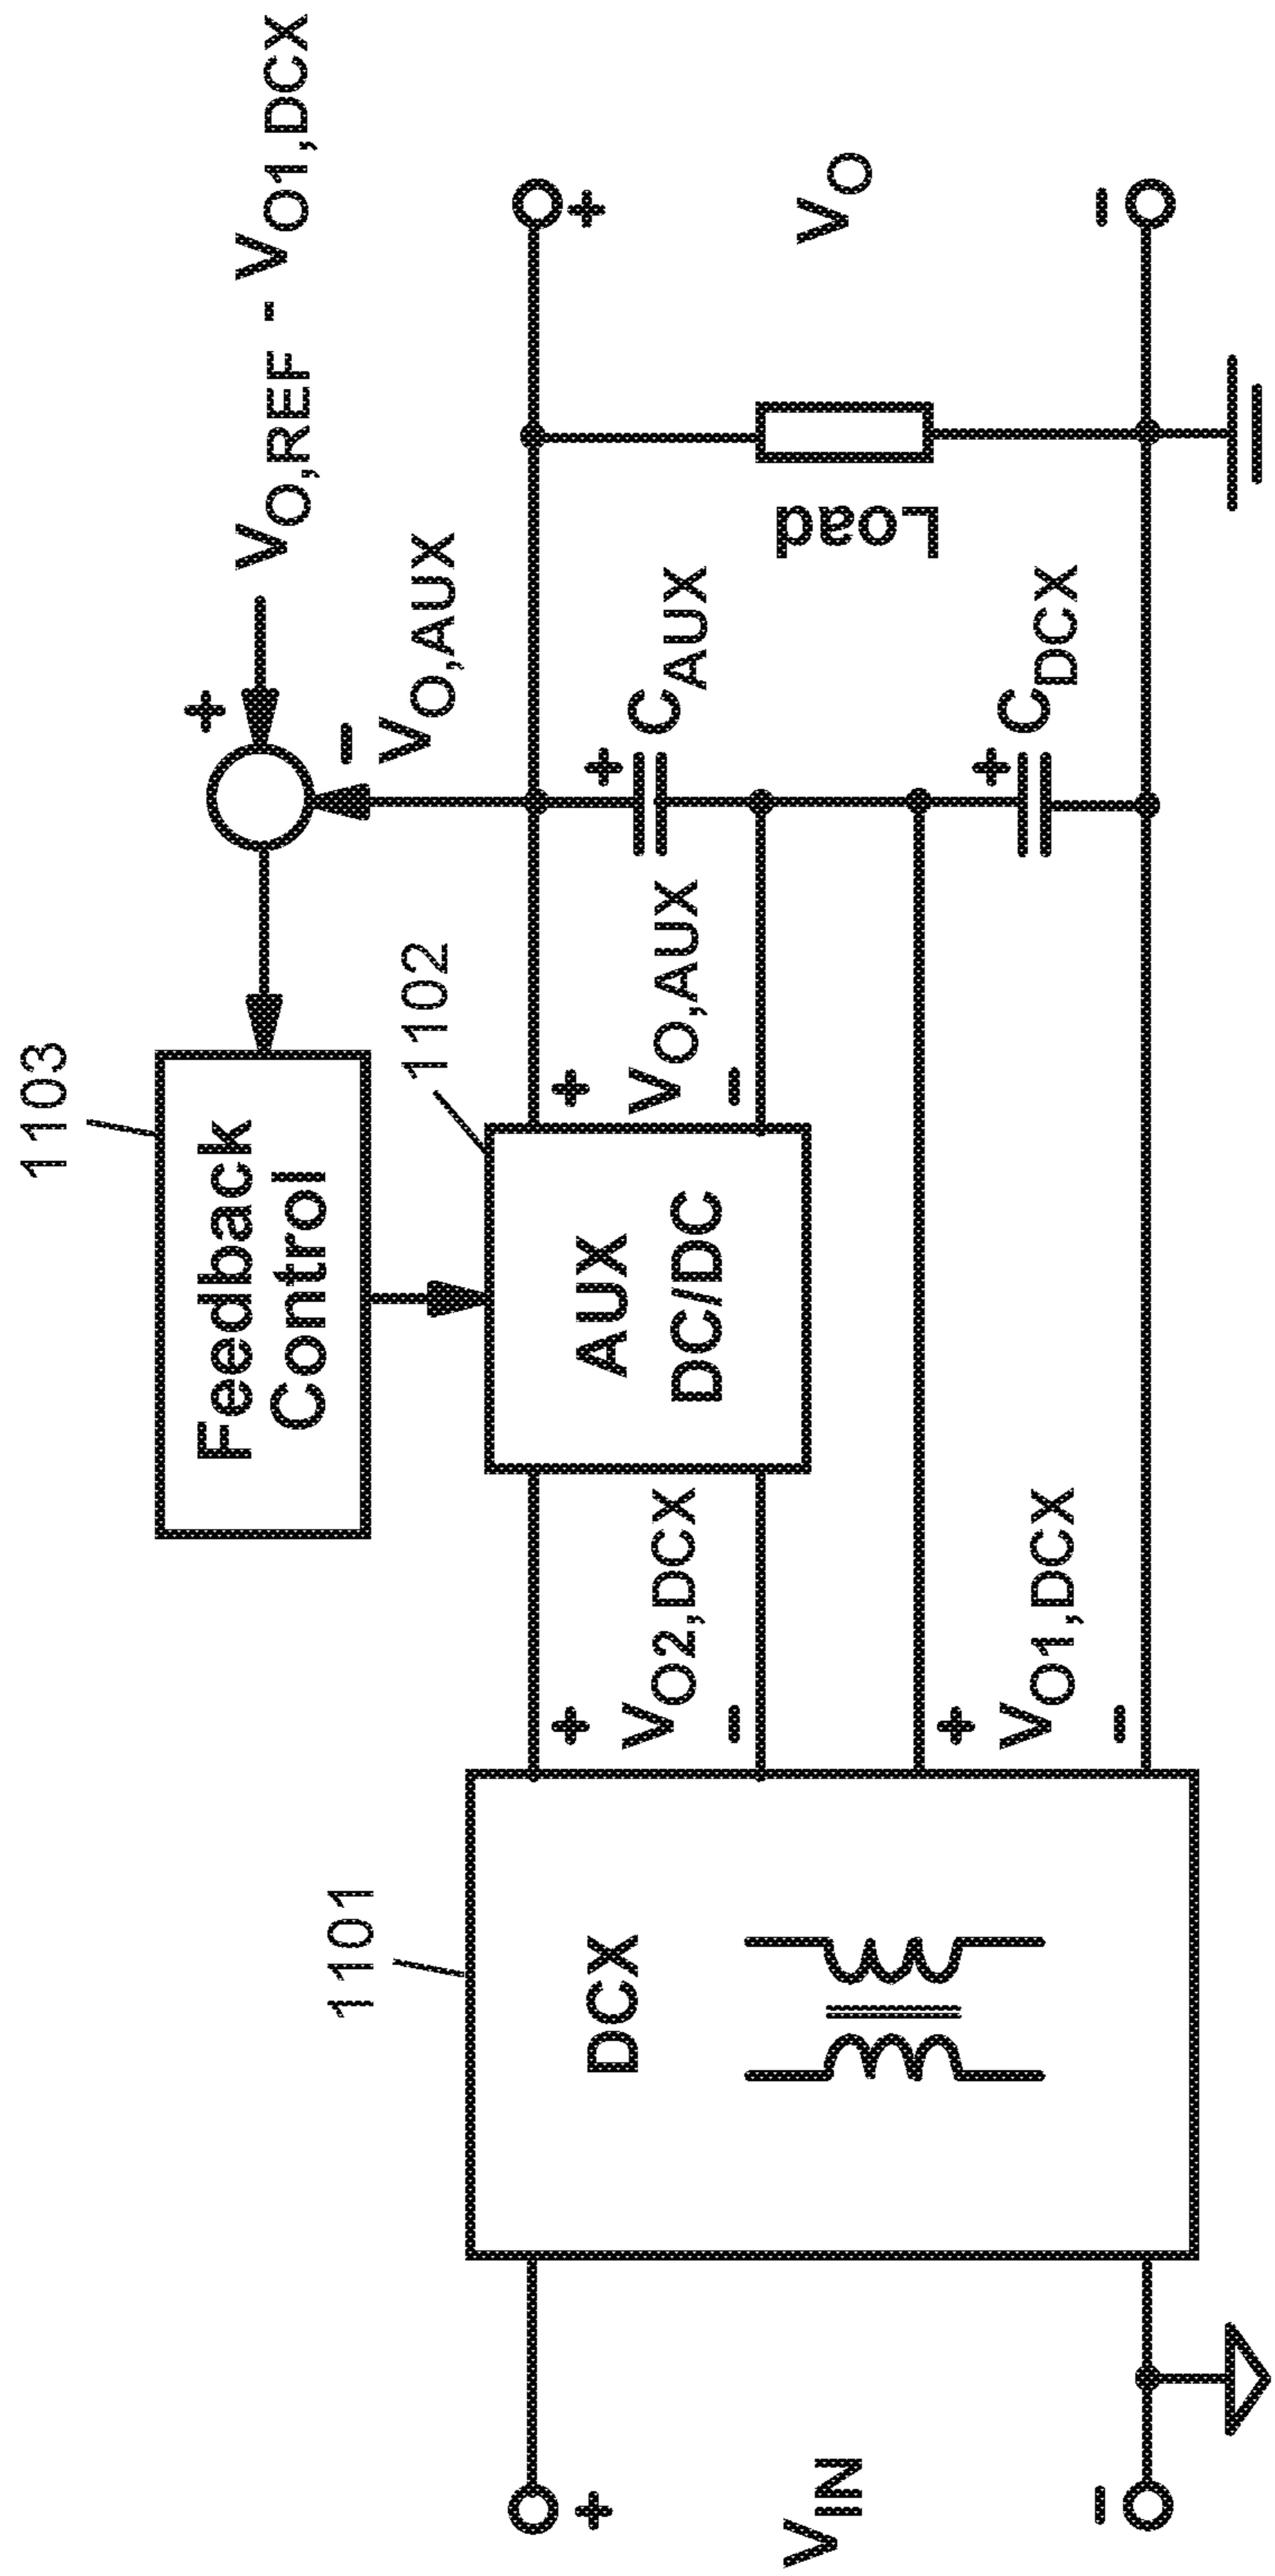 1103
Feedback
Control
+
V_O,REF - V_O1,DCX
−
V_O,AUX
1101
1102
DCX
AUX
DC/DC
+
V_IN
−
+
V_O2,DCX
−
+
V_O1,DCX
−
+
V_O,AUX
−
+
C_AUX
+
C_DCX
Load
+
V_O
−